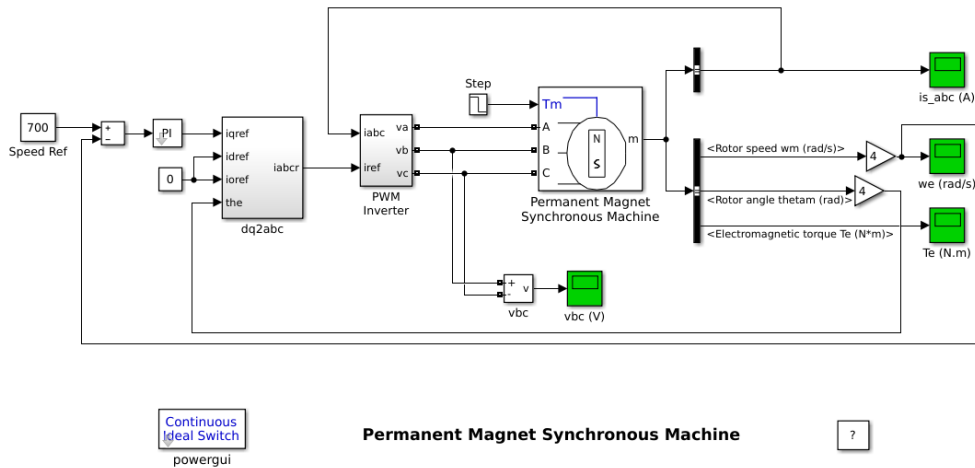 Step
is_abc (A)
700
Speed Ref
+
−
PI
iqref
idref
ioref
the
iabcr
dq2abc
0
iabc
iref
va
vb
vc
PWM
Inverter
Tm
A
B
C
N
S
m
Permanent Magnet
Synchronous Machine
<Rotor speed wm (rad/s)>
4
we (rad/s)
<Rotor angle thetam (rad)>
4
<Electromagnetic torque Te (N*m)>
Te (N.m)
+
-
v
vbc
vbc (V)
Continuous
Ideal Switch
powergui
Permanent Magnet Synchronous Machine
?